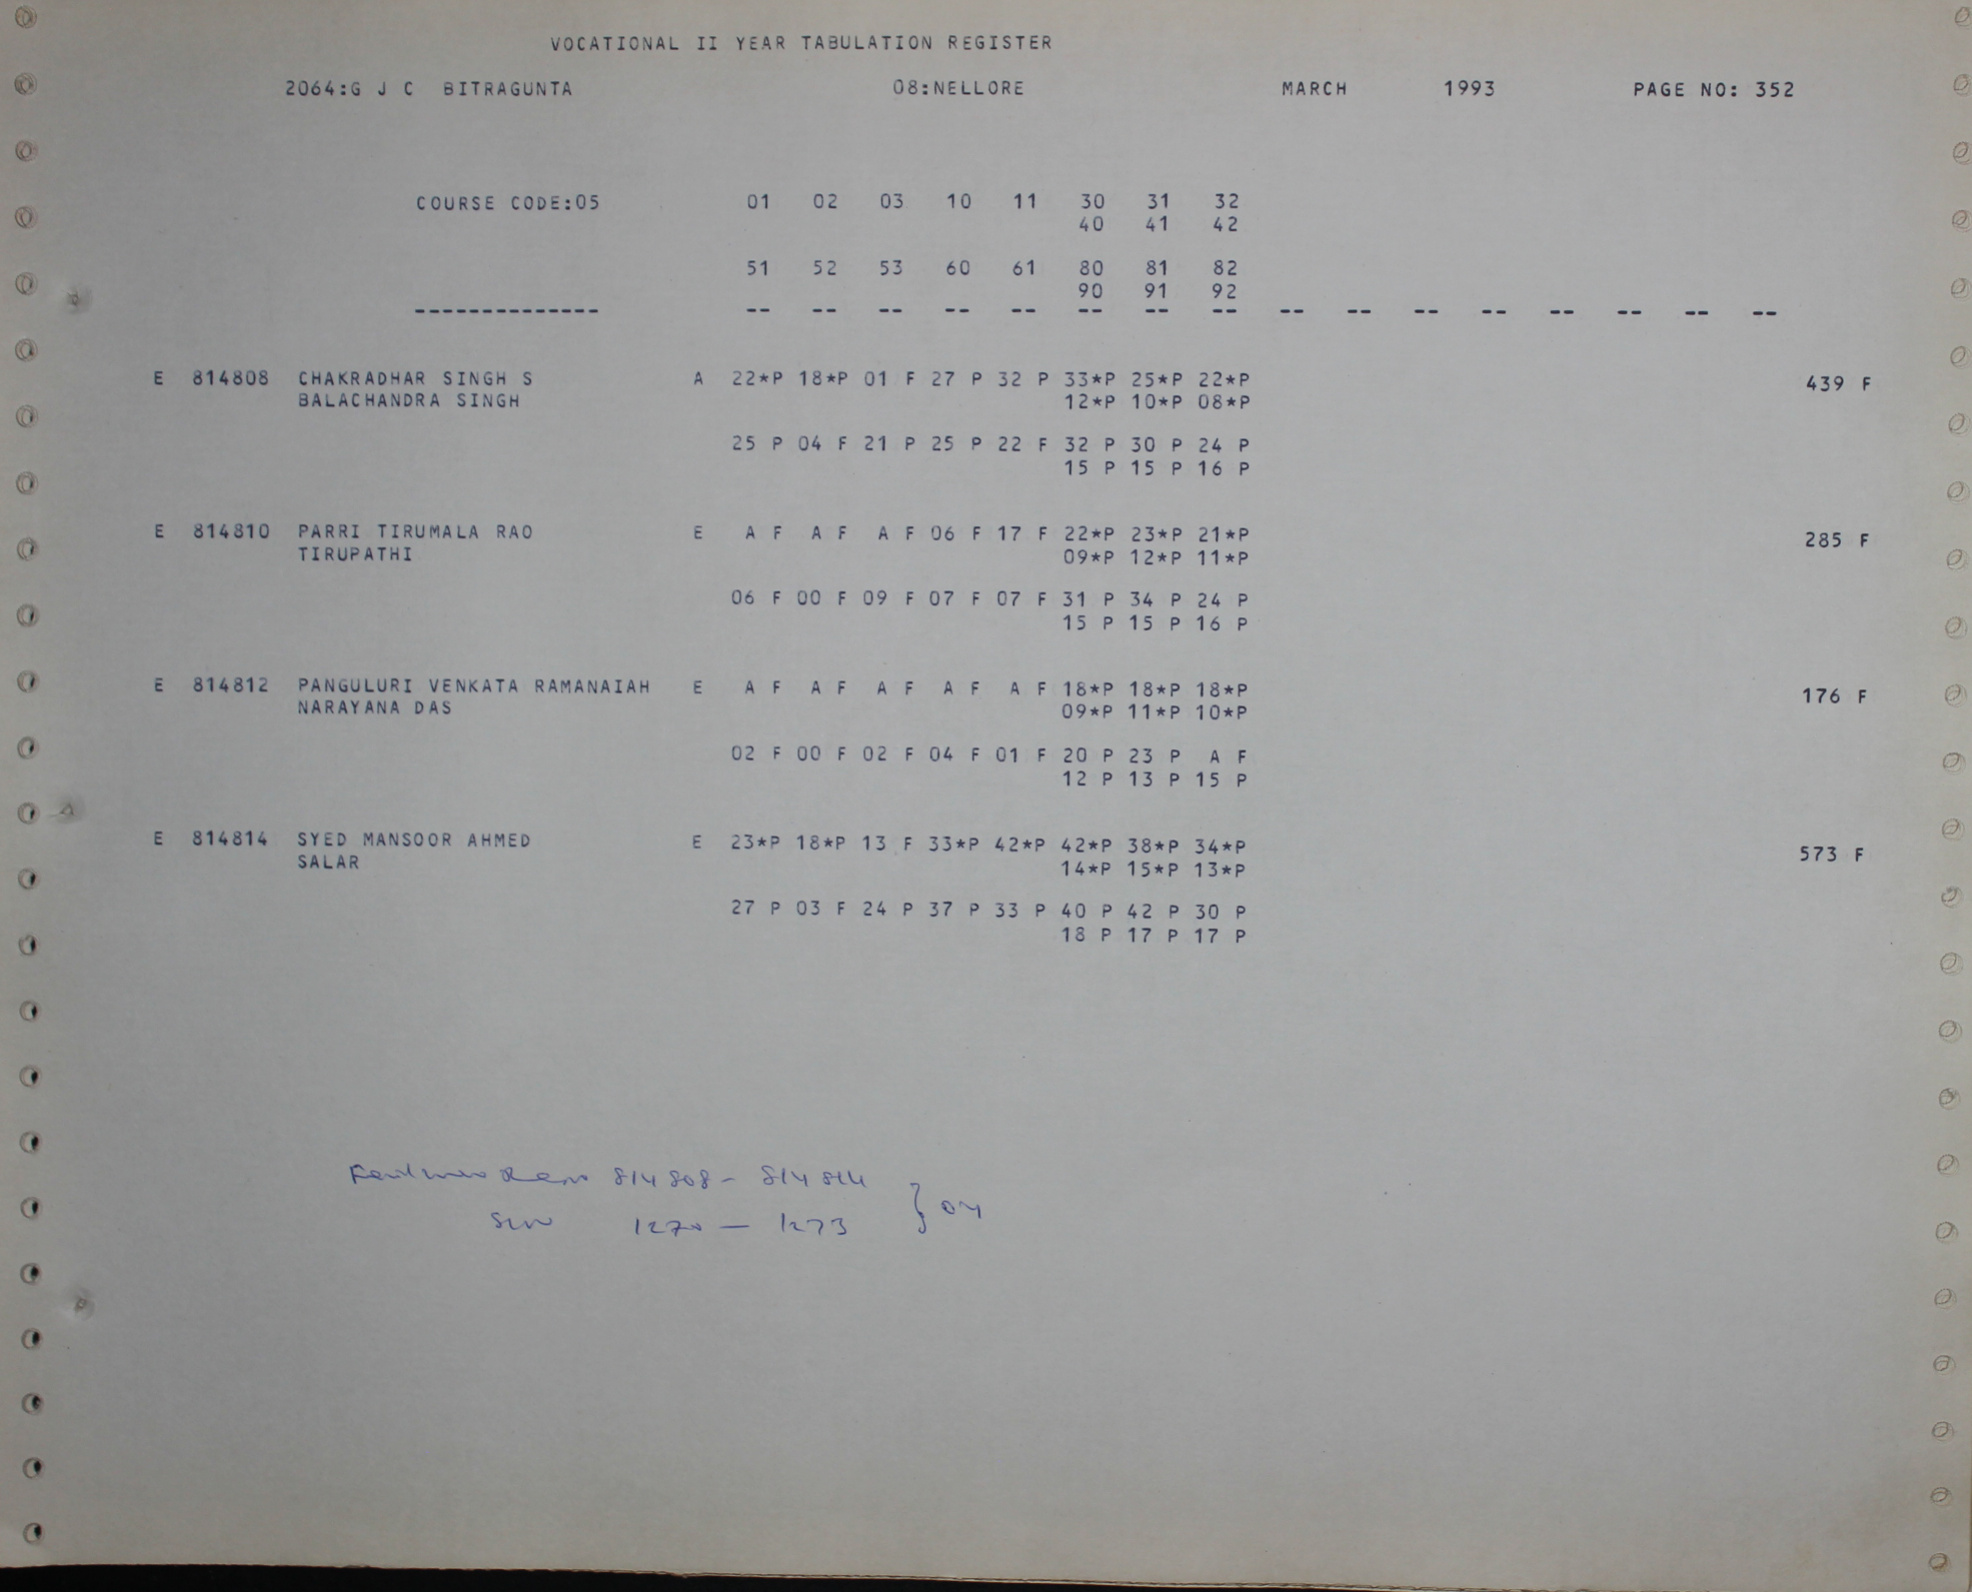 VOCATIONAL II YEAR TABULATION REGISTER
2064:G J C BITRAGUNTA 08:NELLORE MARCH 1993 PAGE NO: 352
COURSE CODE:05 01 02 03 10 11 30 31 32
40 41 42
51 52 53 60 61 80 81 82
90 91 92
-------------- -- -- -- -- -- -- -- -- -- -- -- -- -- -- -- --
E 814808 CHAKRADHAR SINGH S A 22*P 18*P 01 F 27 P 32 P 33*P 25*P 22*P 439 F
BALACHANDRA SINGH 12*P 10*P 08*P
25 P 04 F 21 P 25 P 22 F 32 P 30 P 24 P
15 P 15 P 16 P
E 814810 PARRI TIRUMALA RAO E A F A F A F 06 F 17 F 22*P 23*P 21*P 285 F
TIRUPATHI 09*P 12*P 11*P
06 F 00 F 09 F 07 F 07 F 31 P 34 P 24 P
15 P 15 P 16 P
E 814812 PANGULURI VENKATA RAMANAIAH E A F A F A F A F A F 18*P 18*P 18*P 176 F
NARAYANA DAS 09*P 11*P 10*P
02 F 00 F 02 F 04 F 01 F 20 P 23 P A F
12 P 13 P 15 P
E 814814 SYED MANSOOR AHMED E 23*P 18*P 13 F 33*P 42*P 42*P 38*P 34*P 573 F
SALAR 14*P 15*P 13*P
27 P 03 F 24 P 37 P 33 P 40 P 42 P 30 P
18 P 17 P 17 P
814808 - 814814
1270 — 1273 } 04